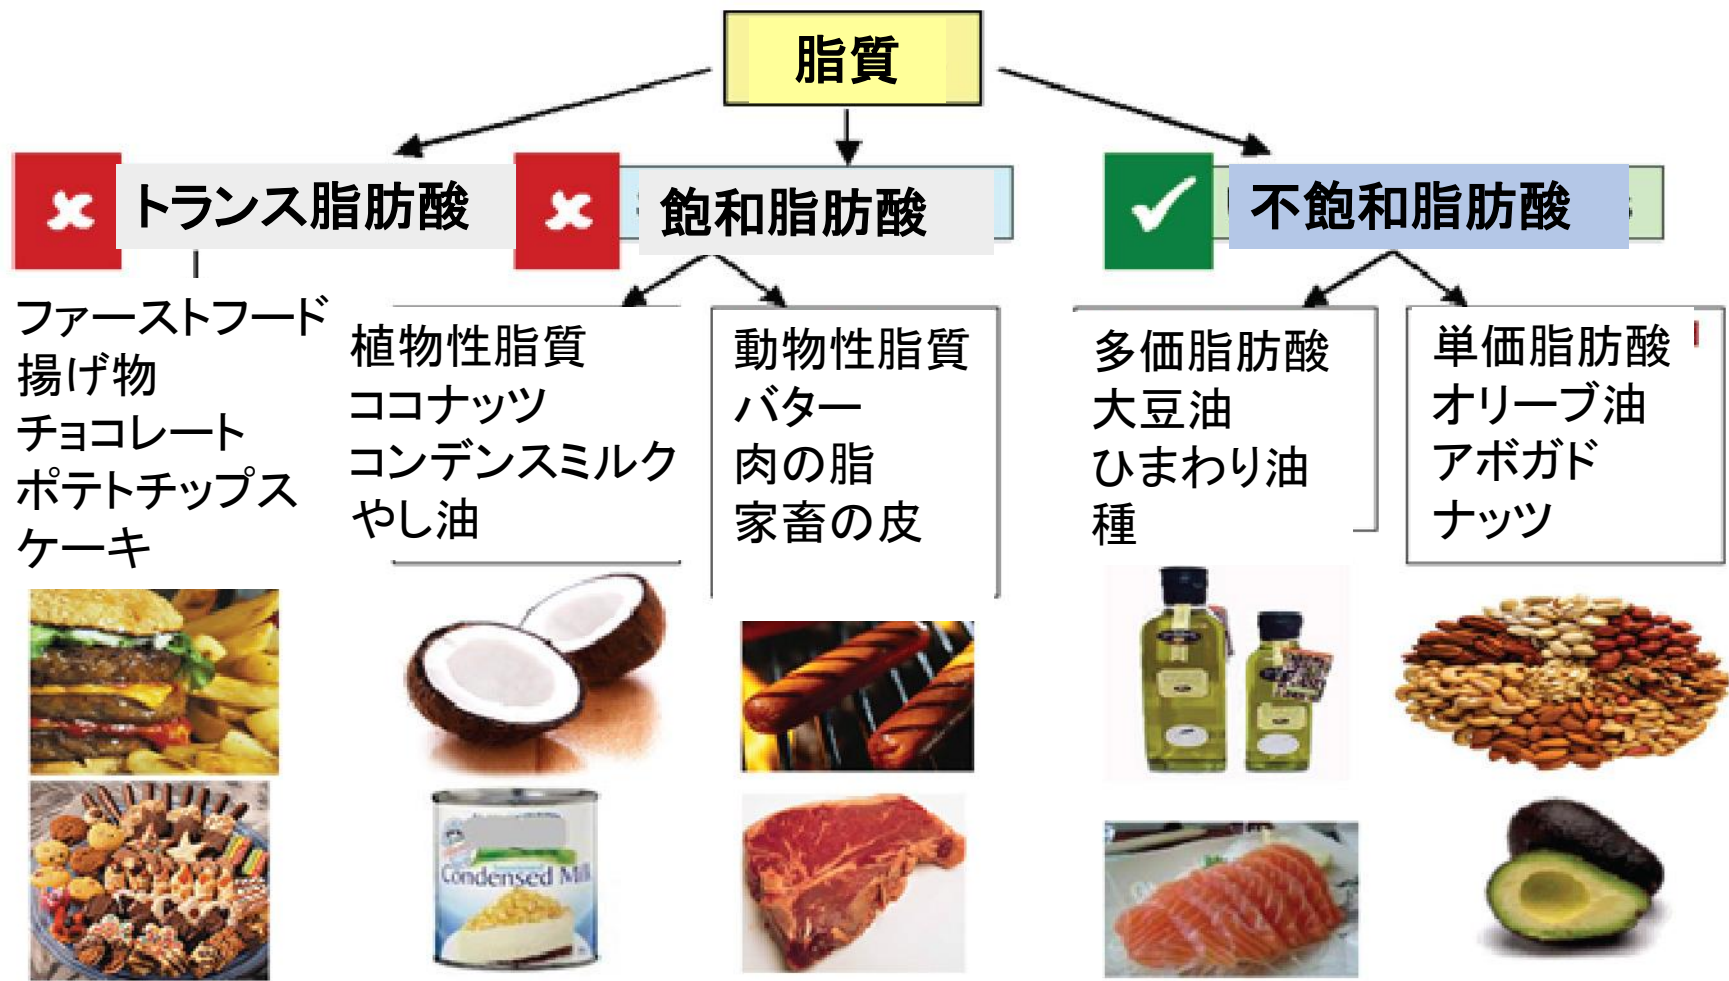 脂質
トランス脂肪酸
飽和脂肪酸
不飽和脂肪酸
ファーストフード
揚げ物
チョコレート
ポテトチップス
ケーキ
植物性脂質
ココナッツ
コンデンスミルク
やし油
動物性脂質
バター
肉の脂
家畜の皮
多価脂肪酸
大豆油
ひまわり油
種
単価脂肪酸
オリーブ油
アボガド
ナッツ
Condensed Milk